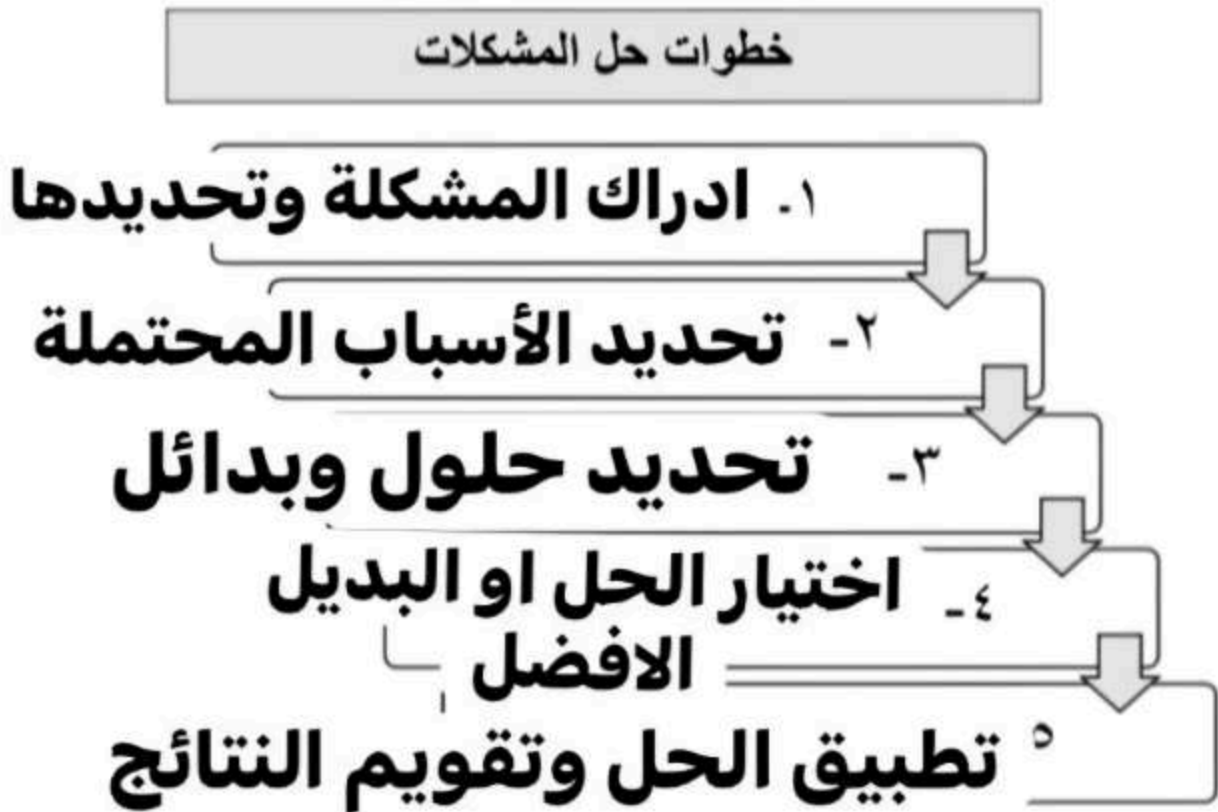 خطوات حل المشكلات
١- ادراك المشكلة وتحديدها
٢- تحديد الأسباب المحتملة
٣- تحديد حلول وبدائل
٤- اختيار الحل او البديل
الافضل
٥ تطبيق الحل وتقويم النتائج